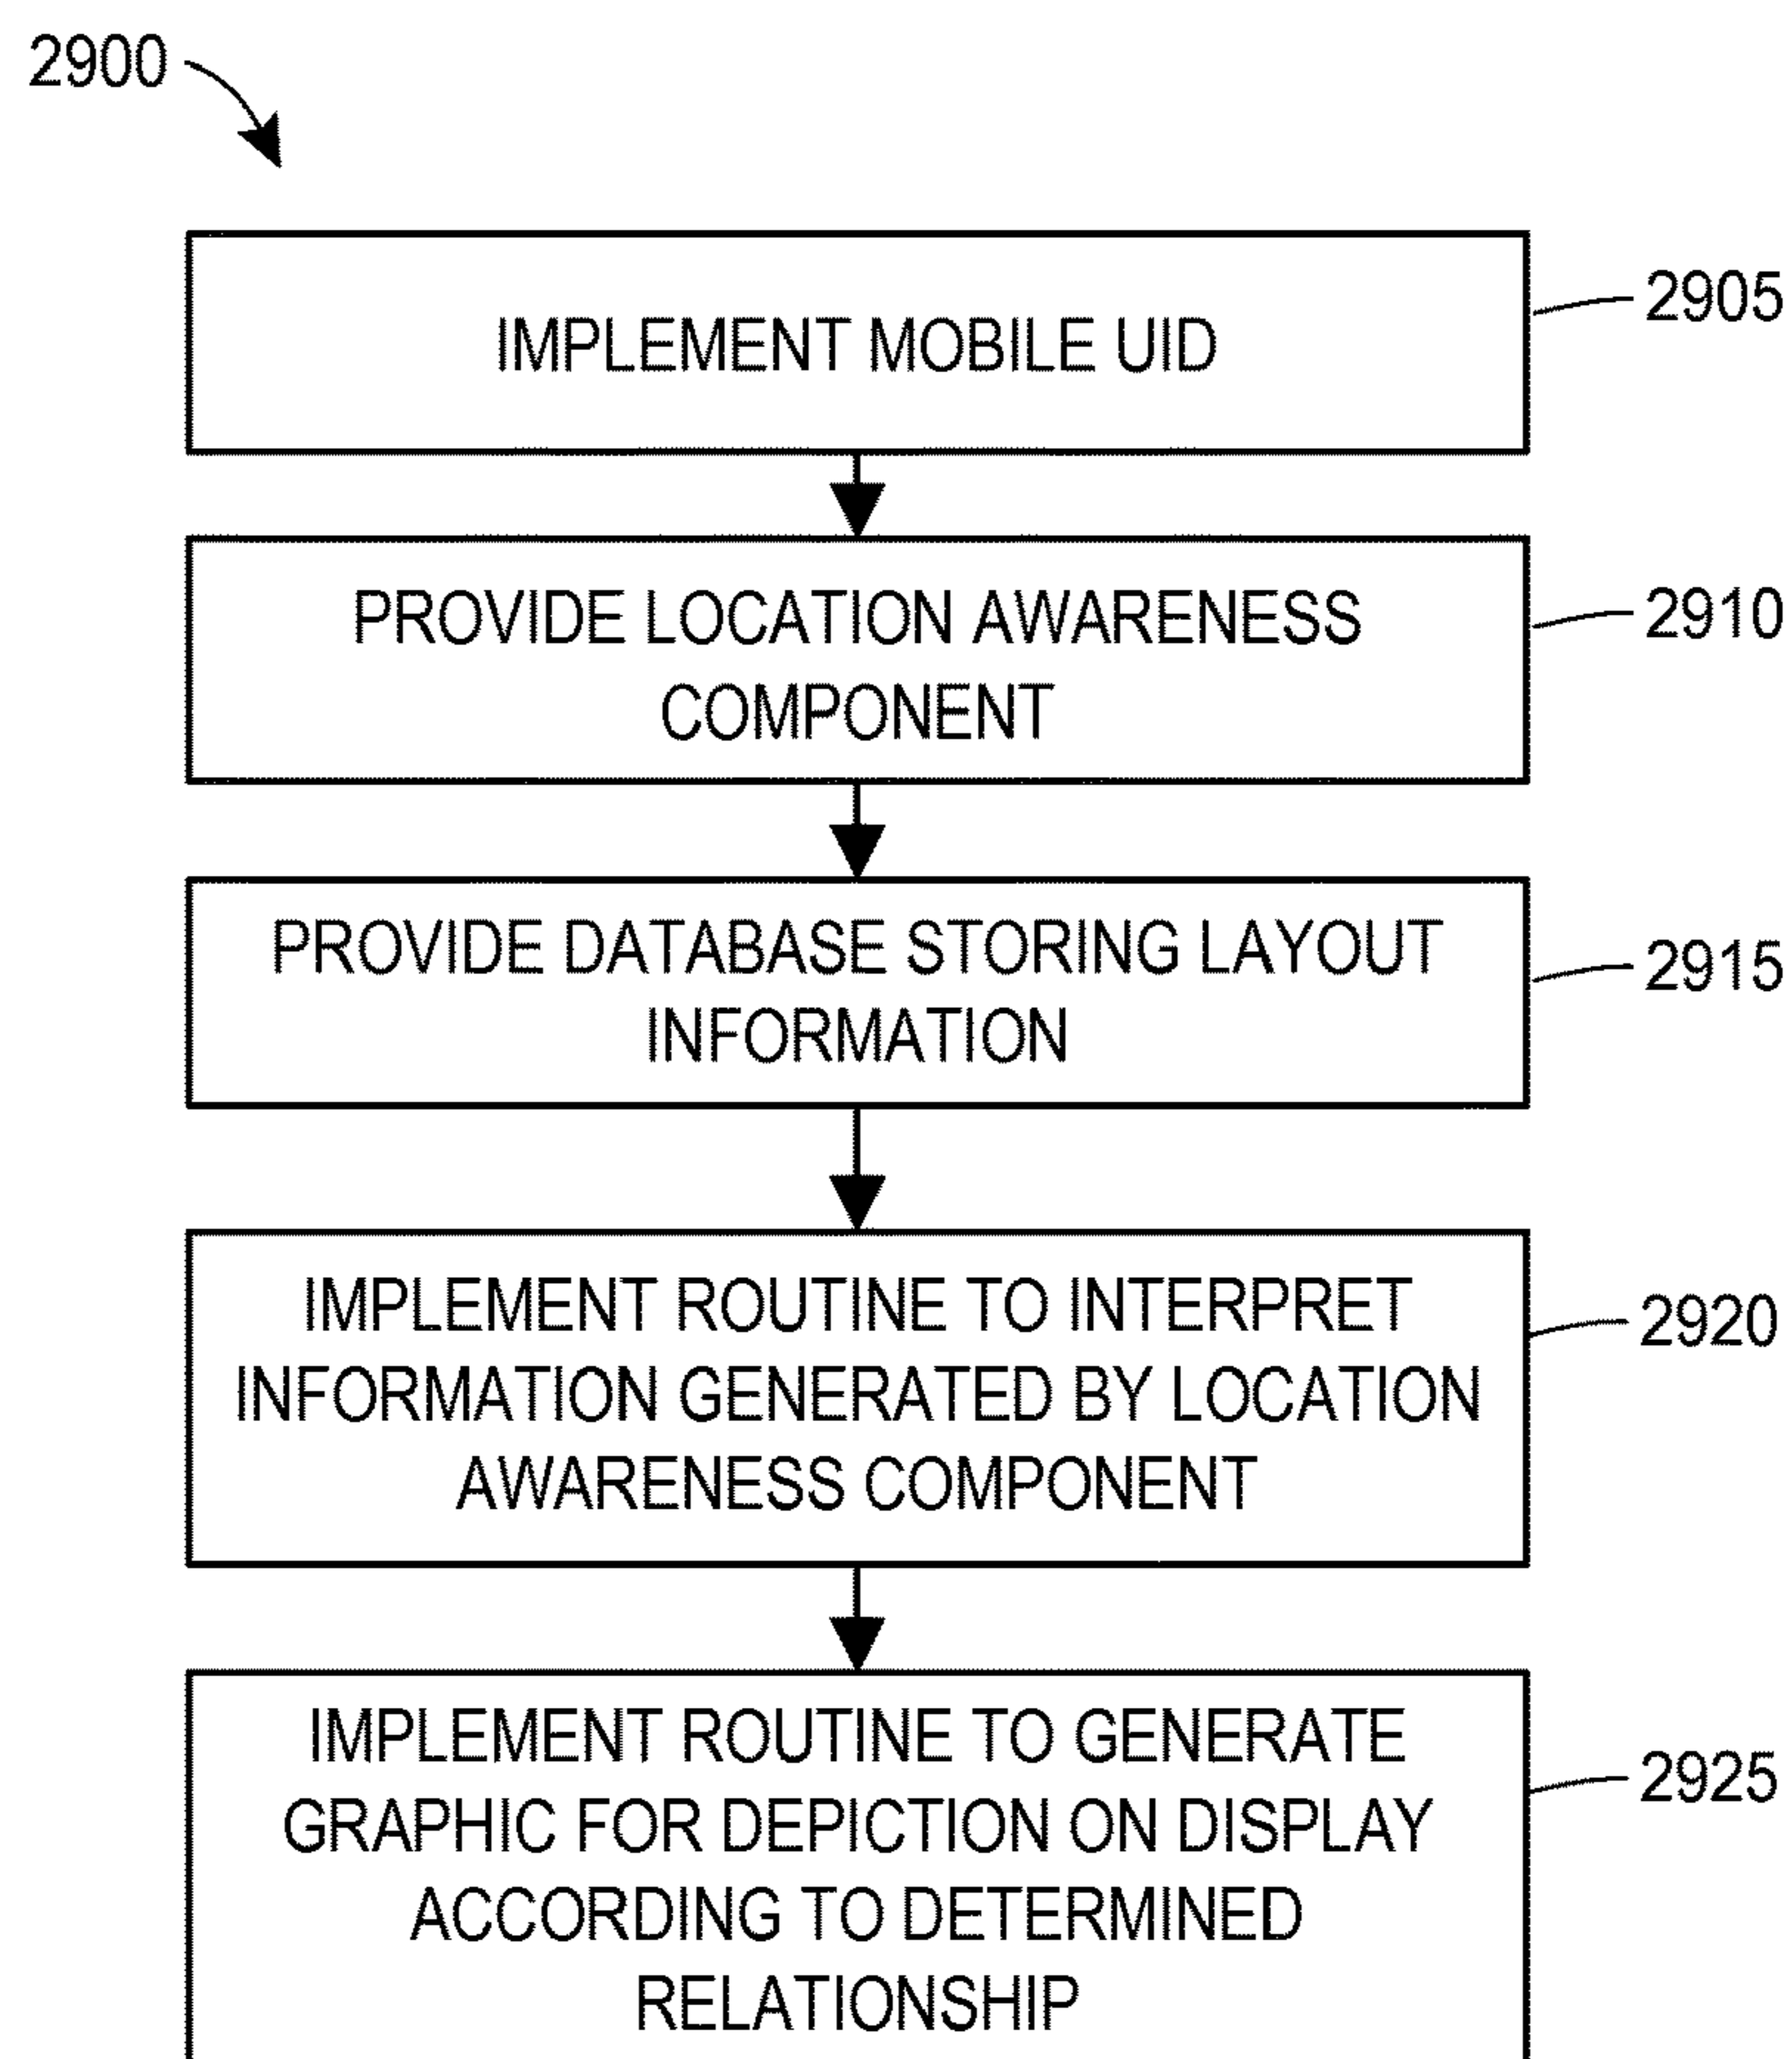 2900
IMPLEMENT MOBILE UID
2905
PROVIDE LOCATION AWARENESS
COMPONENT
2910
PROVIDE DATABASE STORING LAYOUT
INFORMATION
2915
IMPLEMENT ROUTINE TO INTERPRET
INFORMATION GENERATED BY LOCATION
AWARENESS COMPONENT
2920
IMPLEMENT ROUTINE TO GENERATE
GRAPHIC FOR DEPICTION ON DISPLAY
ACCORDING TO DETERMINED
RELATIONSHIP
2925